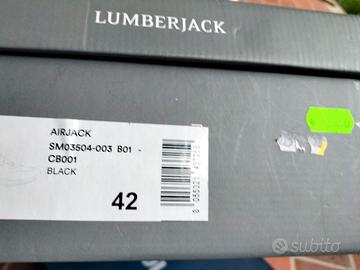 LUMBERJACK
AIRJACK
SM03504-003 B01 -
CB001
BLACK
42
subito